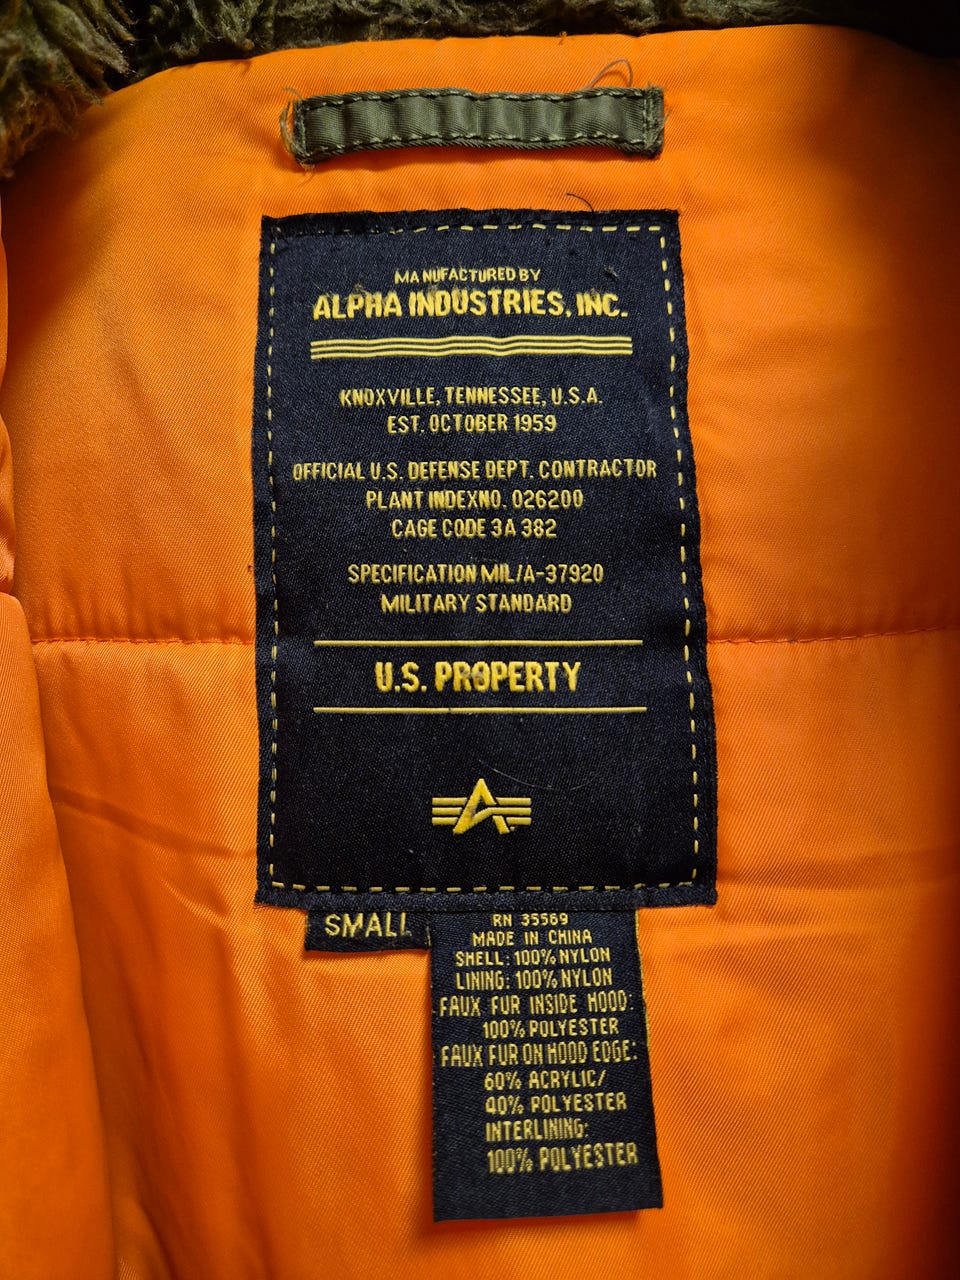 MANUFACTURED BY
ALPHA INDUSTRIES, INC.
KNOXVILLE, TENNESSEE, U.S.A.
EST. OCTOBER 1959
OFFICIAL U.S. DEFENSE DEPT. CONTRACTOR
PLANT INDEXNO. 026200
CAGE CODE 3A382
SPECIFICATION MIL/A-37920
MILITARY STANDARD
U.S. PROPERTY
SMALL
RN 35569
MADE IN CHINA
SHELL: 100% NYLON
LINING: 100% NYLON
FAUX FUR INSIDE HOOD:
100% POLYESTER
FAUX FUR ON HOOD EDGE:
60% ACRYLIC/
40% POLYESTER
INTERLINING:
100% POLYESTER